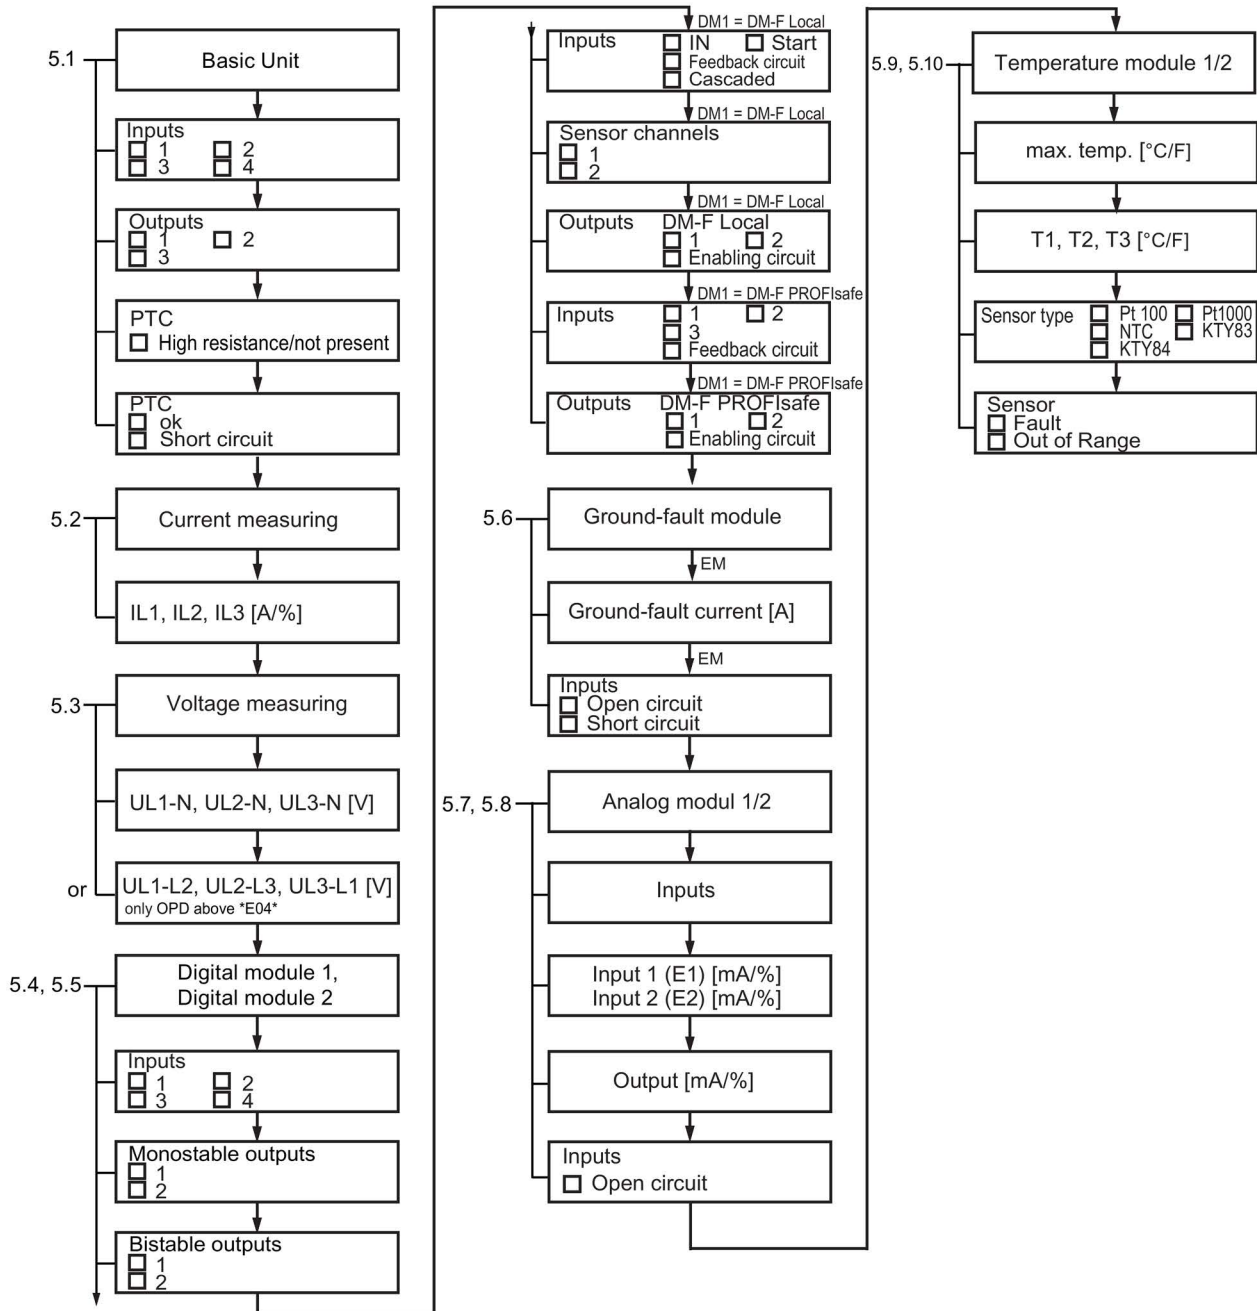 5.1
Basic Unit
Inputs
1 2
3 4
Outputs
1 2
3
PTC
High resistance/not present
PTC
ok
Short circuit
5.2
Current measuring
IL1, IL2, IL3 [A/%]
5.3
Voltage measuring
UL1-N, UL2-N, UL3-N [V]
or
UL1-L2, UL2-L3, UL3-L1 [V]
only OPD above *E04*
5.4, 5.5
Digital module 1,
Digital module 2
Inputs
1 2
3 4
Monostable outputs
1
2
Bistable outputs
1
2
DM1 = DM-F Local
Inputs IN Start
Feedback circuit
Cascaded
DM1 = DM-F Local
Sensor channels
1
2
DM1 = DM-F Local
Outputs DM-F Local
1 2
Enabling circuit
DM1 = DM-F PROFIsafe
Inputs 1 2
3
Feedback circuit
DM1 = DM-F PROFIsafe
Outputs DM-F PROFIsafe
1 2
Enabling circuit
5.6
Ground-fault module
EM
Ground-fault current [A]
EM
Inputs
Open circuit
Short circuit
5.7, 5.8
Analog modul 1/2
Inputs
Input 1 (E1) [mA/%]
Input 2 (E2) [mA/%]
Output [mA/%]
Inputs
Open circuit
5.9, 5.10
Temperature module 1/2
max. temp. [°C/F]
T1, T2, T3 [°C/F]
Sensor type Pt 100 Pt1000
NTC KTY83
KTY84
Sensor
Fault
Out of Range